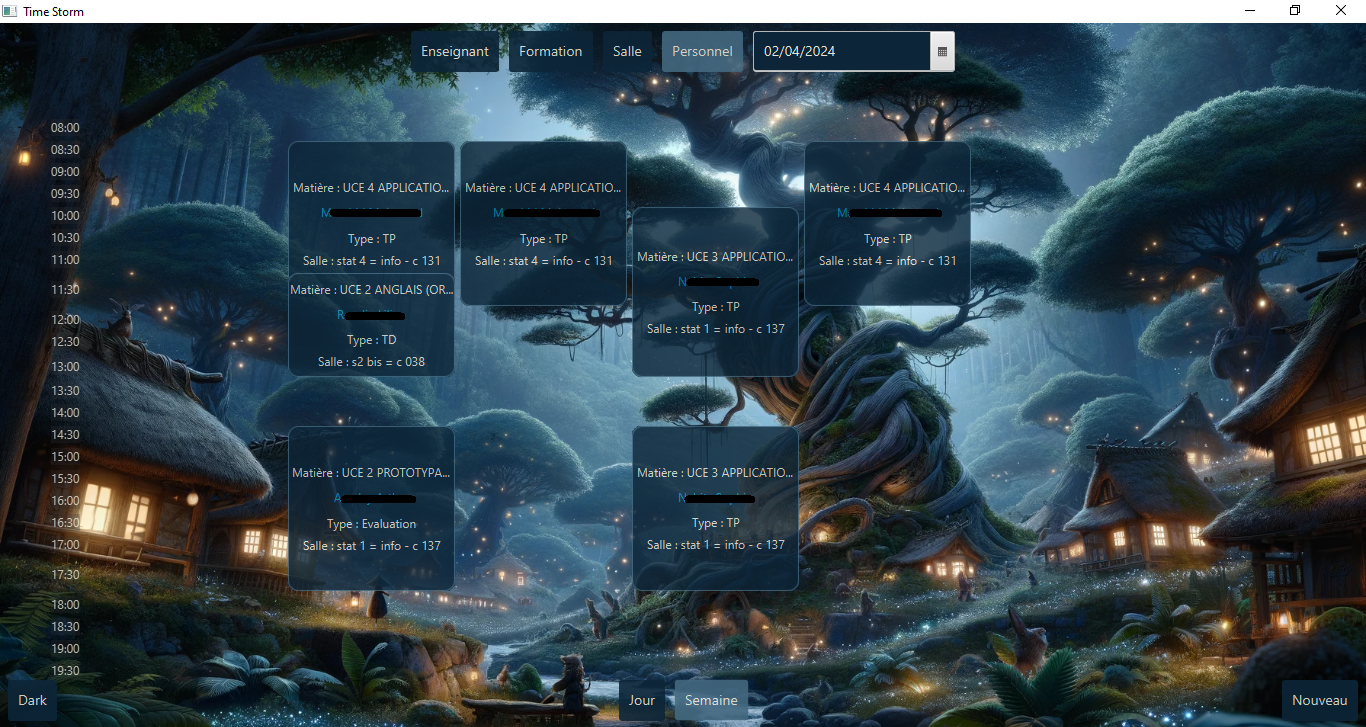 Time Storm
Enseignant Formation Salle Personnel 02/04/2024
08:00
08:30
09:00
09:30
10:00
10:30
11:00
11:30
12:00
12:30
13:00
13:30
14:00
14:30
15:00
15:30
16:00
16:30
17:00
17:30
18:00
18:30
19:00
19:30
Matière : UCE 4 APPLICATIO...
Type : TP
Salle : stat 4 = info - c 131
Matière : UCE 2 ANGLAIS (OR...
Type : TD
Salle : s2 bis = c 038
Matière : UCE 2 PROTOTYPA...
Type : Evaluation
Salle : stat 1 = info - c 137
Matière : UCE 4 APPLICATIO...
Type : TP
Salle : stat 4 = info - c 131
Matière : UCE 3 APPLICATIO...
Type : TP
Salle : stat 1 = info - c 137
Matière : UCE 3 APPLICATIO...
Type : TP
Salle : stat 1 = info - c 137
Matière : UCE 4 APPLICATIO...
Type : TP
Salle : stat 4 = info - c 131
Dark Jour Semaine Nouveau